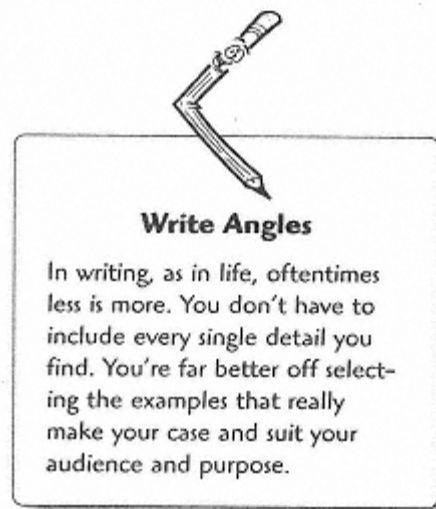 Write Angles
In writing, as in life, oftentimes
less is more. You don't have to
include every single detail you
find. You're far better off select-
ing the examples that really
make your case and suit your
audience and purpose.